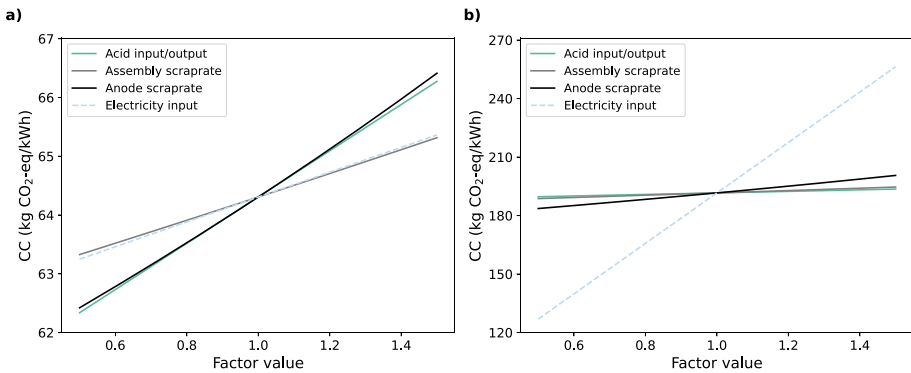 a)
67
66
65
64
63
62
CC (kg CO₂-eq/kWh)
Acid input/output
Assembly scraprate
Anode scraprate
Electricity input
0.6 0.8 1.0 1.2 1.4
Factor value
b)
270
240
210
180
150
120
CC (kg CO₂-eq/kWh)
Acid input/output
Assembly scraprate
Anode scraprate
Electricity input
0.6 0.8 1.0 1.2 1.4
Factor value